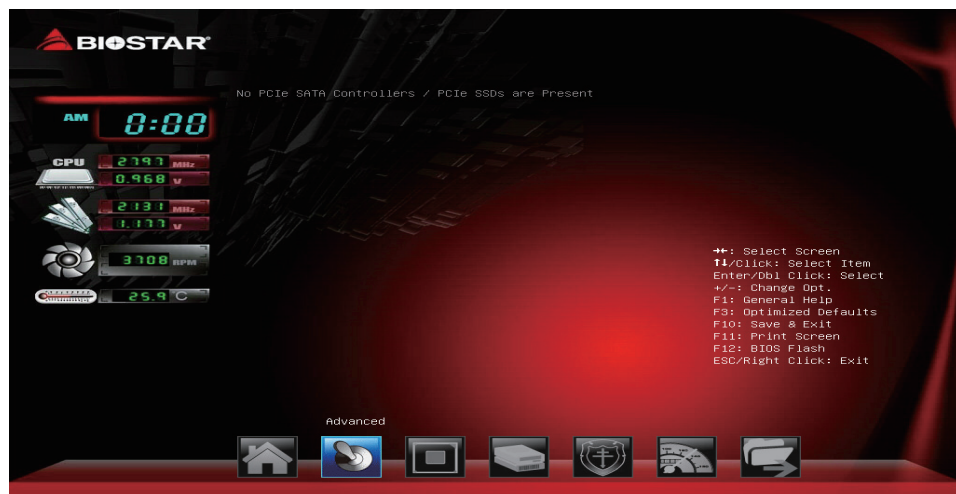 BIOSTAR
No PCIe SATA Controllers / PCIe SSDs are Present
AM 0:00
CPU 2797 MHz
0.968 V
2131 MHz
1.177 V
3708 RPM
25.9 C
→←: Select Screen
↑↓/Click: Select Item
Enter/Dbl Click: Select
+/-: Change Opt.
F1: General Help
F3: Optimized Defaults
F10: Save & Exit
F11: Print Screen
F12: BIOS Flash
ESC/Right Click: Exit
Advanced